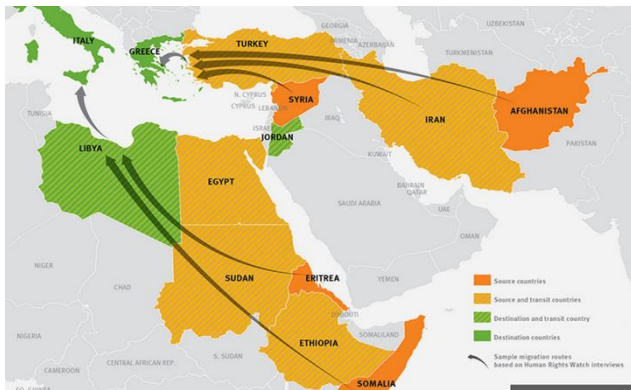 GEORGIA
UZBEKISTAN
ITALY
GREECE
TURKEY
ARMENIA
AZERBAIJAN
TURKMENISTAN
N. CYPRUS
CYPRUS
LEBANON
SYRIA
TUNISIA
ISRAEL
JORDAN
IRAQ
IRAN
AFGHANISTAN
PAKISTAN
LIBYA
KUWAIT
EGYPT
BAHRAIN
QATAR
UAE
SAUDI ARABIA
OMAN
NIGER
CHAD
SUDAN
ERITREA
YEMEN
DJIBOUTI
SOMALILAND
NIGERIA
ETHIOPIA
CENTRAL AFRICAN REP.
S. SUDAN
CAMEROON
SOMALIA
Source countries
Source and transit countries
Destination and transit country
Destination countries
Sample migration routes
based on Human Rights Watch interviews